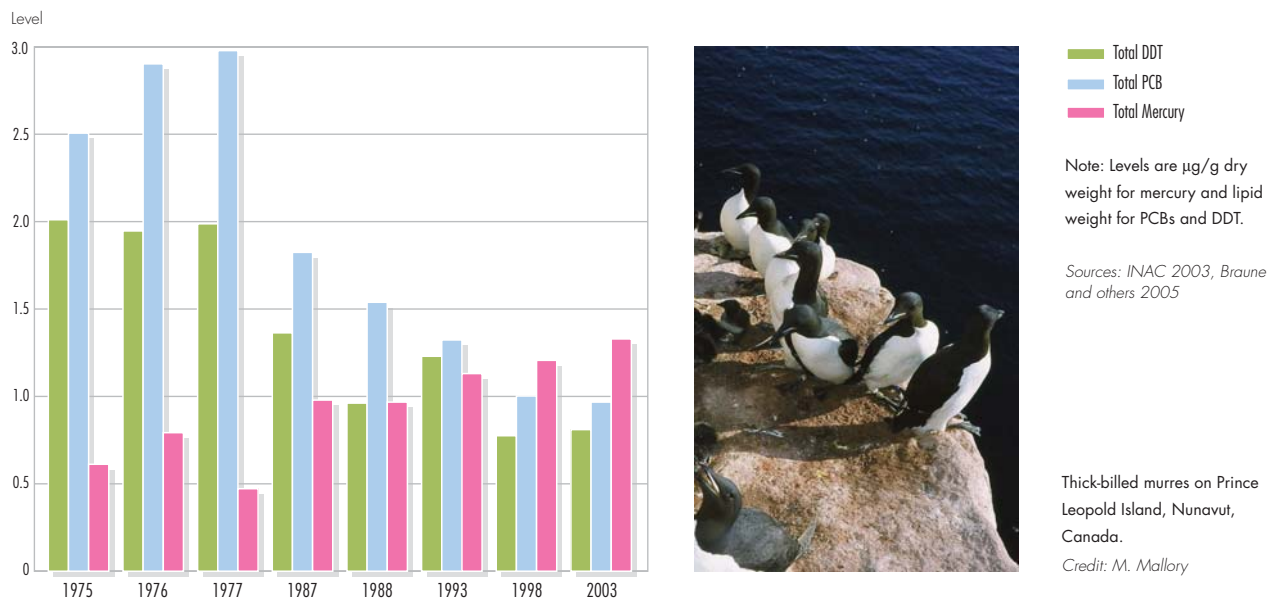 Level
3.0
2.5
2.0
1.5
1.0
0.5
0
1975 1976 1977 1987 1988 1993 1998 2003
Total DDT
Total PCB
Total Mercury
Note: Levels are µg/g dry
weight for mercury and lipid
weight for PCBs and DDT.
Sources: INAC 2003, Braune
and others 2005
Thick-billed murres on Prince
Leopold Island, Nunavut,
Canada.
Credit: M. Mallory